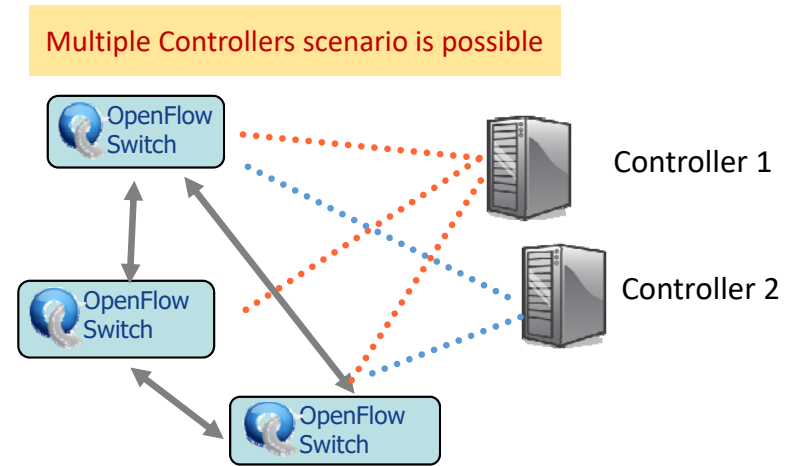 Multiple Controllers scenario is possible
OpenFlow
Switch
Controller 1
OpenFlow
Switch
Controller 2
OpenFlow
Switch